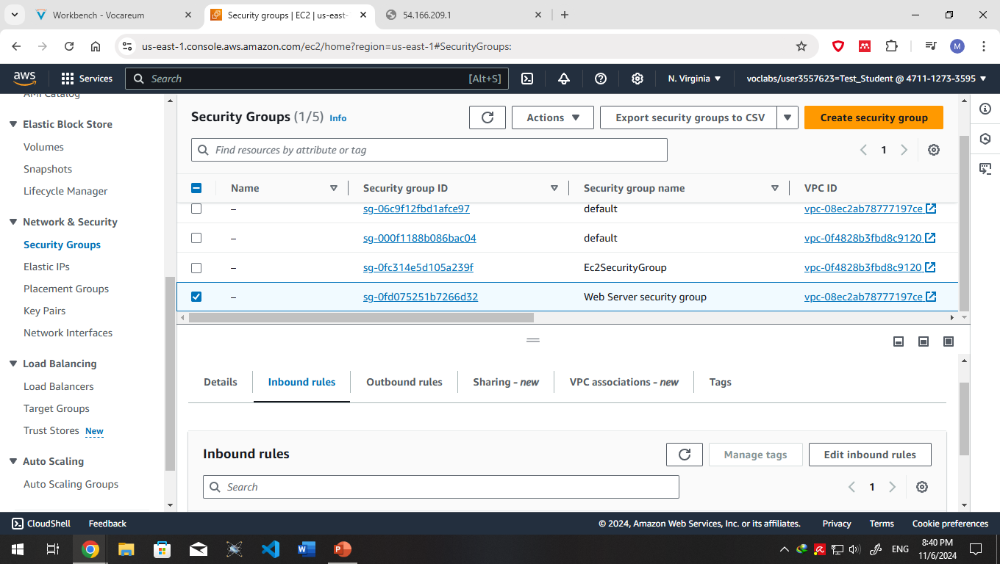 Workbench - Vocareum
Security groups | EC2 | us-east-
54.166.209.1
us-east-1.console.aws.amazon.com/ec2/home?region=us-east-1#SecurityGroups:
M
aws
Services
Search
[Alt+S]
N. Virginia
voclabs/user3557623=Test_Student @ 4711-1273-3595
AMI Catalog
Elastic Block Store
Volumes
Snapshots
Lifecycle Manager
Network & Security
Security Groups
Elastic IPs
Placement Groups
Key Pairs
Network Interfaces
Load Balancing
Load Balancers
Target Groups
Trust Stores New
Auto Scaling
Auto Scaling Groups
Security Groups (1/5) Info
Actions
Export security groups to CSV
Create security group
Find resources by attribute or tag
1
Name Security group ID Security group name VPC ID
– sg-06c9f12fbd1afce97 default vpc-08ec2ab78777197ce
– sg-000f1188b086bac04 default vpc-0f4828b3fbd8c9120
– sg-0fc314e5d105a239f Ec2SecurityGroup vpc-0f4828b3fbd8c9120
– sg-0fd075251b7266d32 Web Server security group vpc-08ec2ab78777197ce
Details Inbound rules Outbound rules Sharing - new VPC associations - new Tags
Inbound rules
Manage tags
Edit inbound rules
Search
1
CloudShell Feedback
© 2024, Amazon Web Services, Inc. or its affiliates. Privacy Terms Cookie preferences
ENG
8:40 PM
11/6/2024